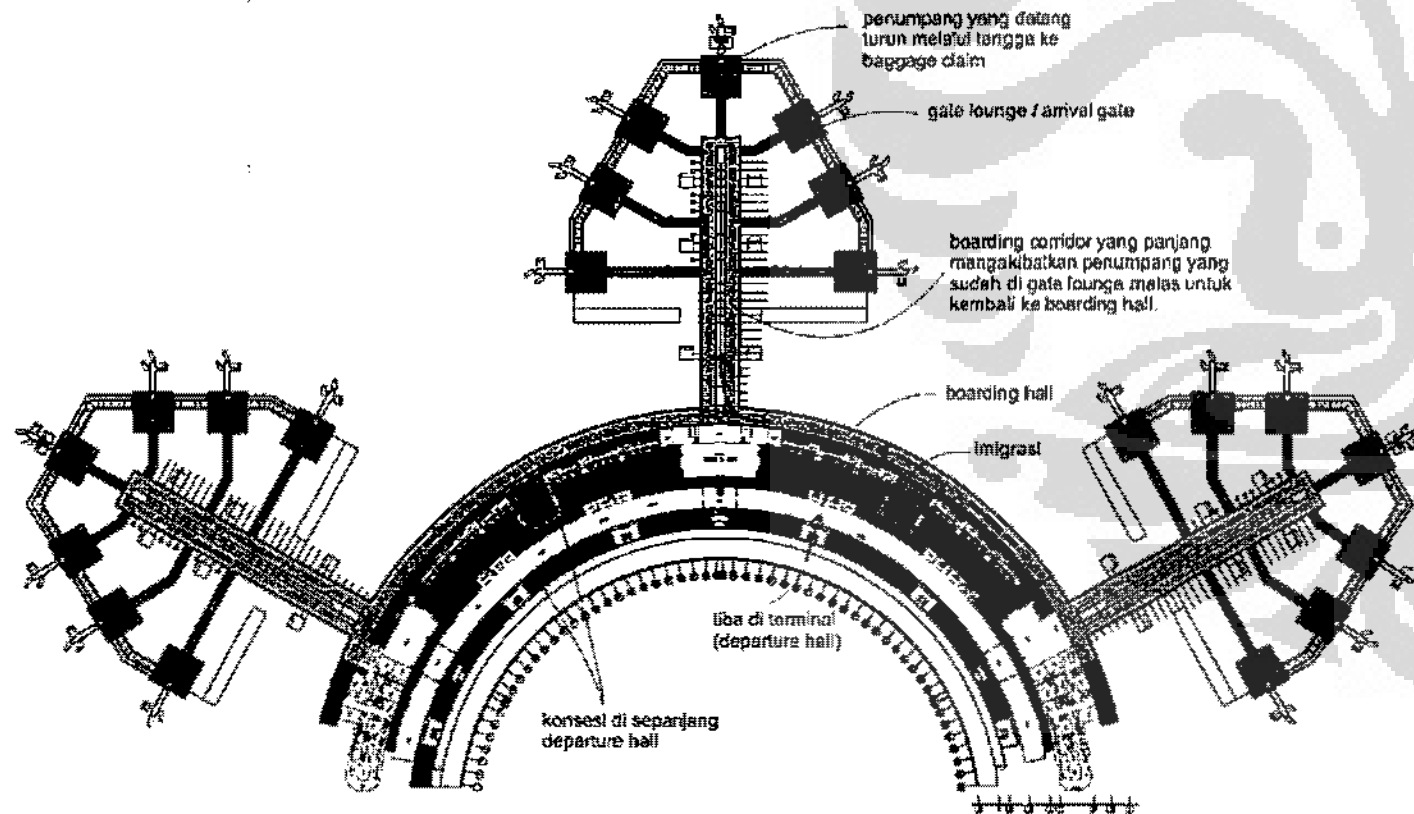 penumpang yang datang
turun melalui tangga ke
baggage claim
gate lounge / arrival gate
boarding corridor yang panjang
mangakibatkan penumpang yang
sudah di gate lounge malas untuk
kembali ke boarding hall.
boarding hall
imigrasi
tiba di terminal
(departure hall)
konsesi di sepanjang
departure hall